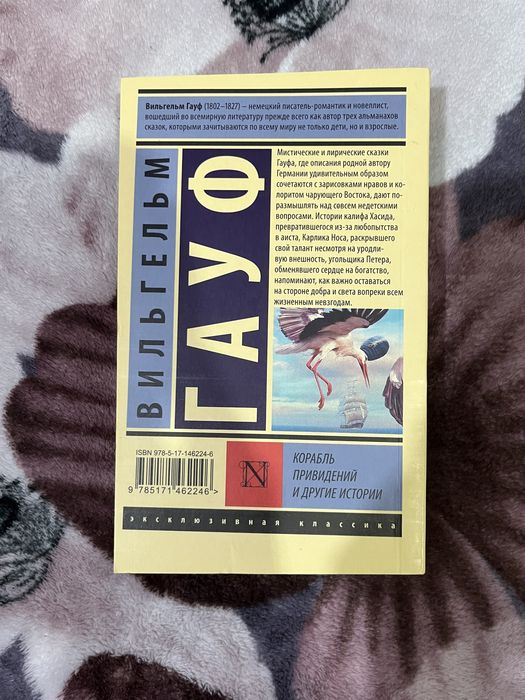 Вильгельм Гауф (1802–1827) – немецкий писатель-романтик и новеллист,
вошедший во всемирную литературу прежде всего как автор трех альманахов
сказок, которыми зачитываются по всему миру не только дети, но и взрослые.
ВИЛЬГЕЛЬМ
ГАУФ
Мистические и лирические сказки
Гауфа, где описания родной автору
Германии удивительным образом
сочетаются с зарисовками нравов и ко-
лоритом чарующего Востока, дают по-
размышлять над совсем недетскими
вопросами. Истории калифа Хасида,
превратившегося из-за любопытства
в аиста, Карлика Носа, раскрывшего
свой талант несмотря на уродли-
вую внешность, угольщика Петера,
обменявшего сердце на богатство,
напоминают, как важно оставаться
на стороне добра и света вопреки всем
жизненным невзгодам.
ISBN 978-5-17-146224-6
9 785171 462246 >
N
КОРАБЛЬ
ПРИВИДЕНИЙ
И ДРУГИЕ ИСТОРИИ
эксклюзивная классика